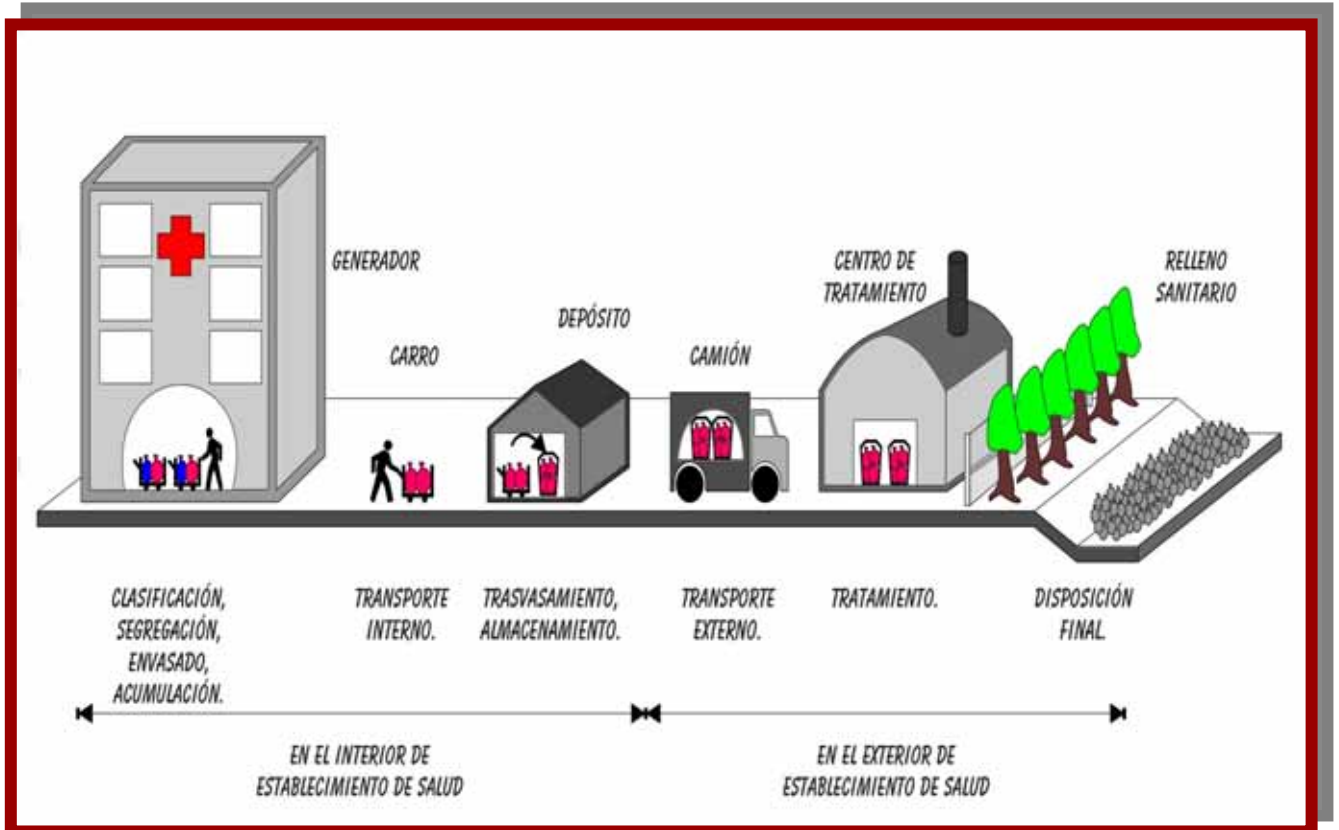 GENERADOR
CARRO
DEPÓSITO
CAMIÓN
CENTRO DE
TRATAMIENTO
RELLENO
SANITARIO
CLASIFICACIÓN,
SEGREGACIÓN,
ENVASADO,
ACUMULACIÓN.
TRANSPORTE
INTERNO.
TRASVASAMIENTO,
ALMACENAMIENTO.
TRANSPORTE
EXTERNO.
TRATAMIENTO.
DISPOSICIÓN
FINAL.
EN EL INTERIOR DE
ESTABLECIMIENTO DE SALUD
EN EL EXTERIOR DE
ESTABLECIMIENTO DE SALUD